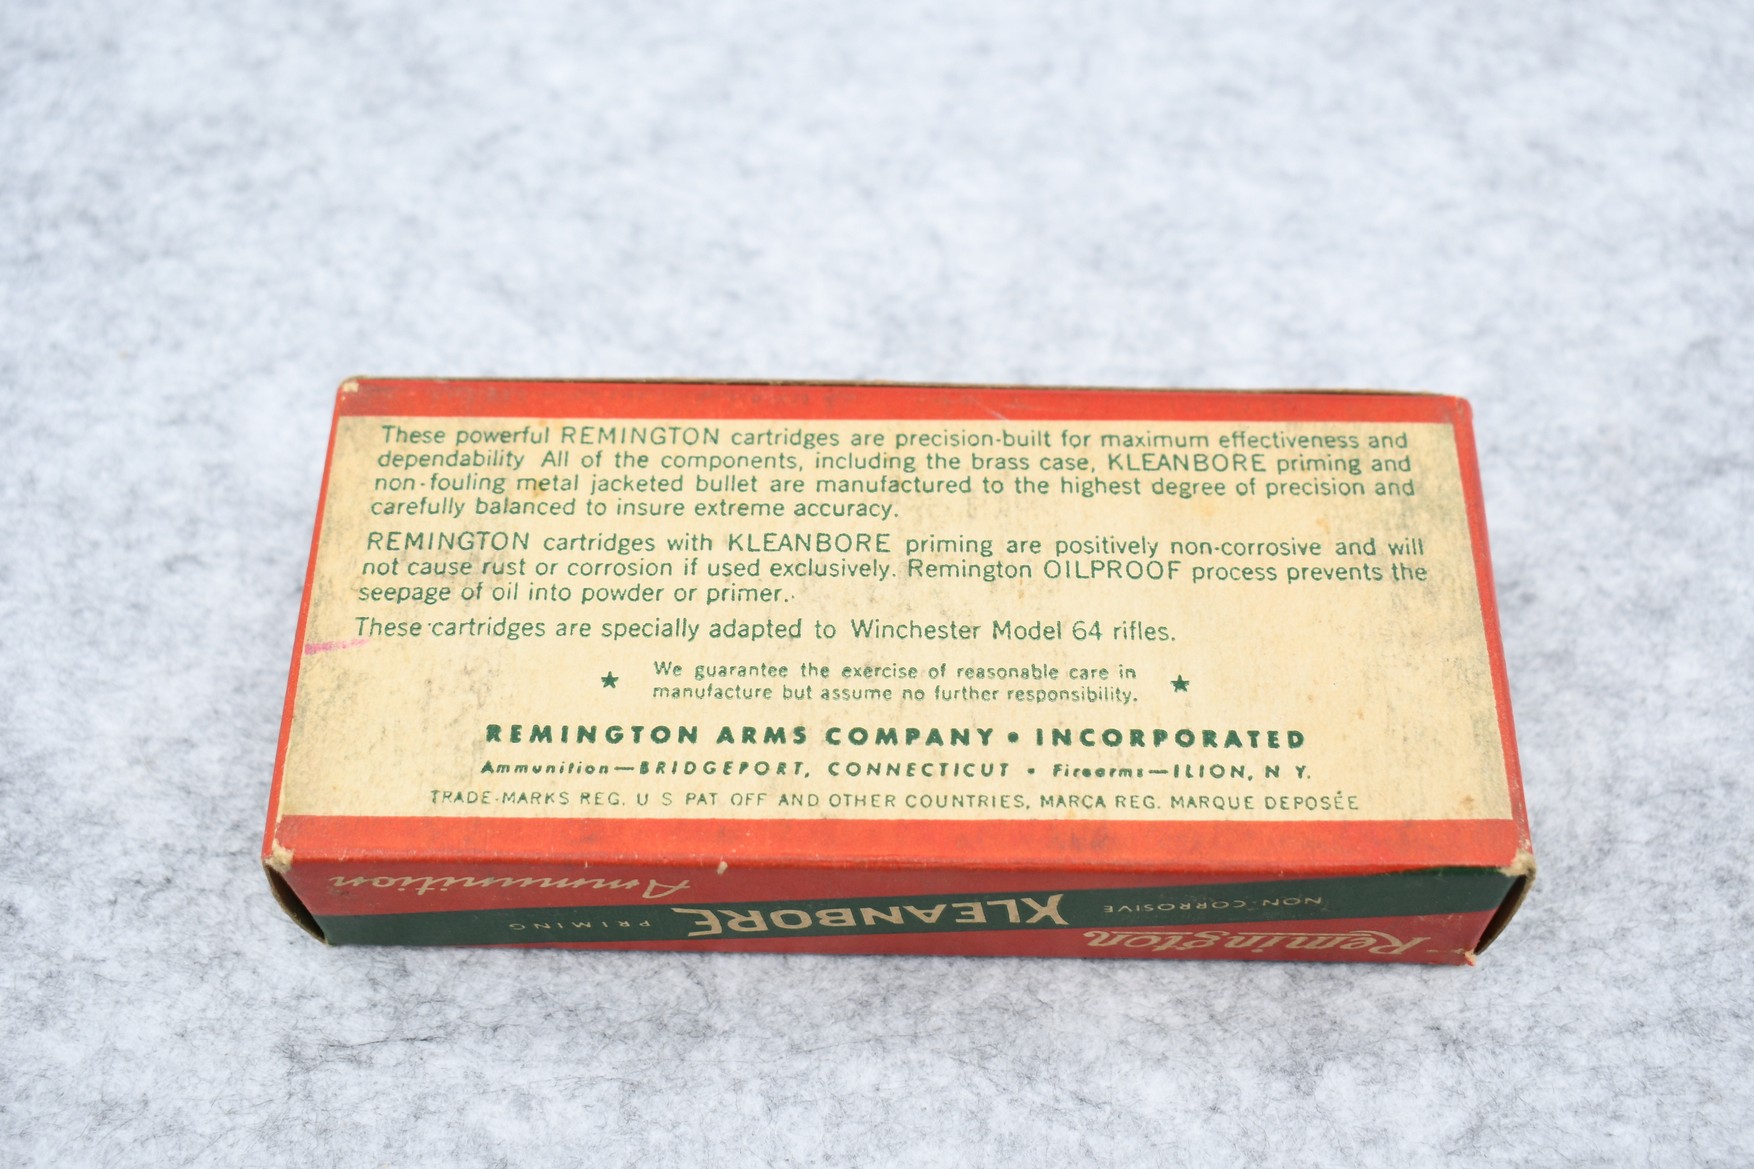 These powerful REMINGTON cartridges are precision-built for maximum effectiveness and
dependability All of the components, including the brass case, KLEANBORE priming and
non-fouling metal jacketed bullet are manufactured to the highest degree of precision and
carefully balanced to insure extreme accuracy.
REMINGTON cartridges with KLEANBORE priming are positively non-corrosive and will
not cause rust or corrosion if used exclusively. Remington OILPROOF process prevents the
seepage of oil into powder or primer.
These cartridges are specially adapted to Winchester Model 64 rifles.
★ We guarantee the exercise of reasonable care in ★
manufacture but assume no further responsibility.
REMINGTON ARMS COMPANY • INCORPORATED
Ammunition—BRIDGEPORT, CONNECTICUT • Firearms—ILION, N Y.
TRADE-MARKS REG. U S PAT OFF AND OTHER COUNTRIES, MARCA REG. MARQUE DEPOSÉE
Remington
NON-CORROSIVE KLEANBORE PRIMING
Ammunition